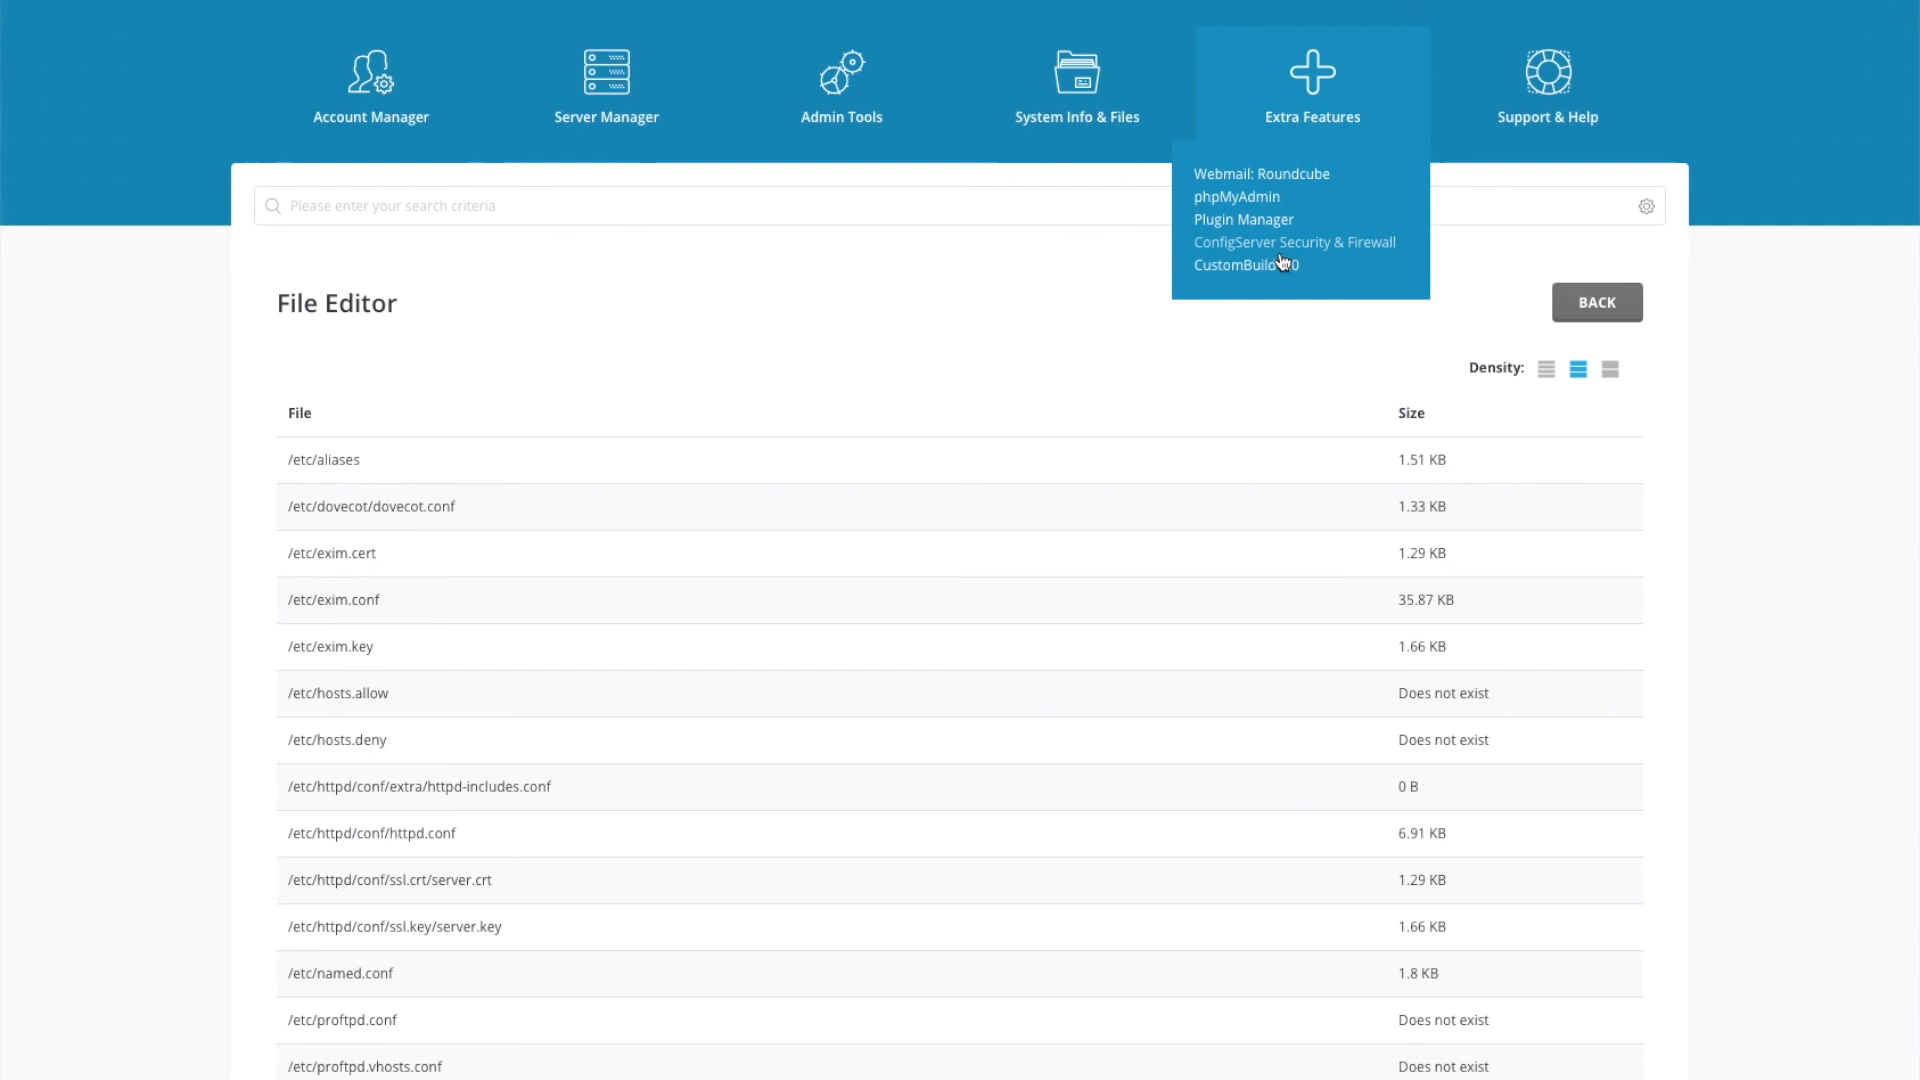 Account Manager
Server Manager
Admin Tools
System Info & Files
Extra Features
Support & Help
Webmail: Roundcube
phpMyAdmin
Plugin Manager
ConfigServer Security & Firewall
Please enter your search criteria
File Editor
BACK
Density:
File Size
/etc/aliases 1.51 KB
/etc/dovecot/dovecot.conf 1.33 KB
/etc/exim.cert 1.29 KB
/etc/exim.conf 35.87 KB
/etc/exim.key 1.66 KB
/etc/hosts.allow Does not exist
/etc/hosts.deny Does not exist
/etc/httpd/conf/extra/httpd-includes.conf 0 B
/etc/httpd/conf/httpd.conf 6.91 KB
/etc/httpd/conf/ssl.crt/server.crt 1.29 KB
/etc/httpd/conf/ssl.key/server.key 1.66 KB
/etc/named.conf 1.8 KB
/etc/proftpd.conf Does not exist
/etc/proftpd.vhosts.conf Does not exist